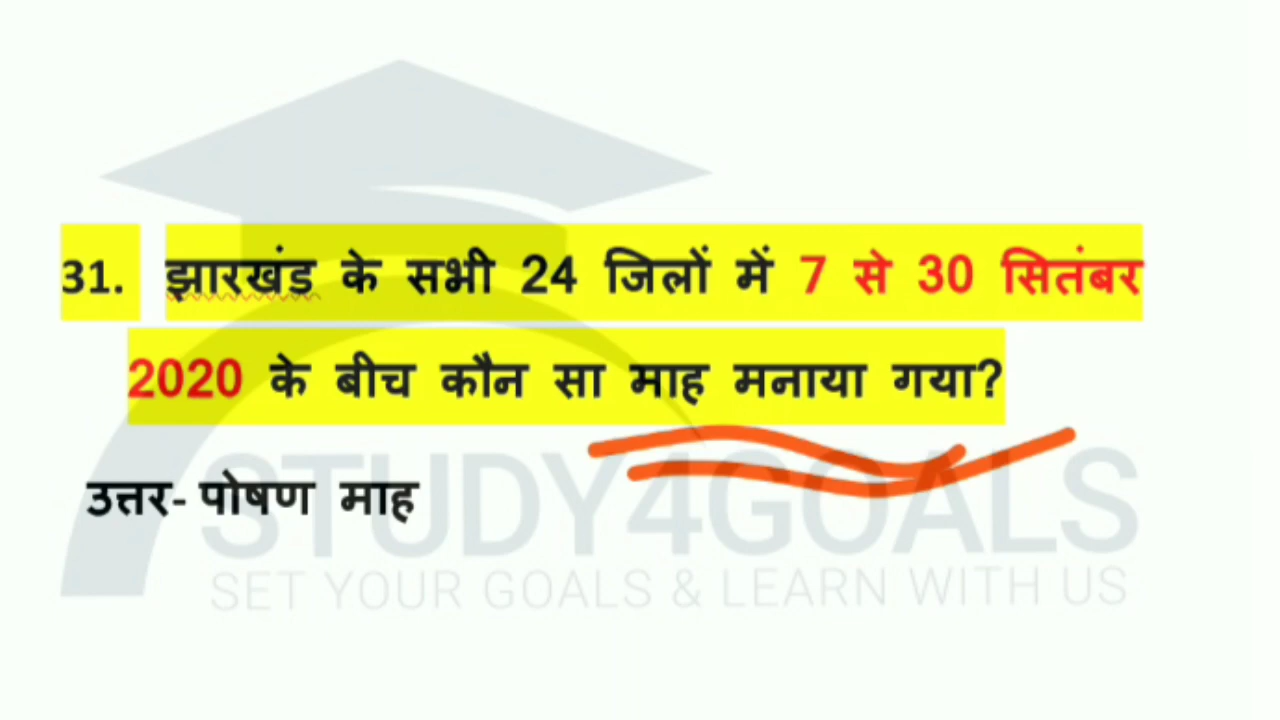 31. झारखंड के सभी 24 जिलों में 7 से 30 सितंबर
2020 के बीच कौन सा माह मनाया गया?
उत्तर- पोषण माह
STUDY4GOALS
SET YOUR GOALS & LEARN WITH US